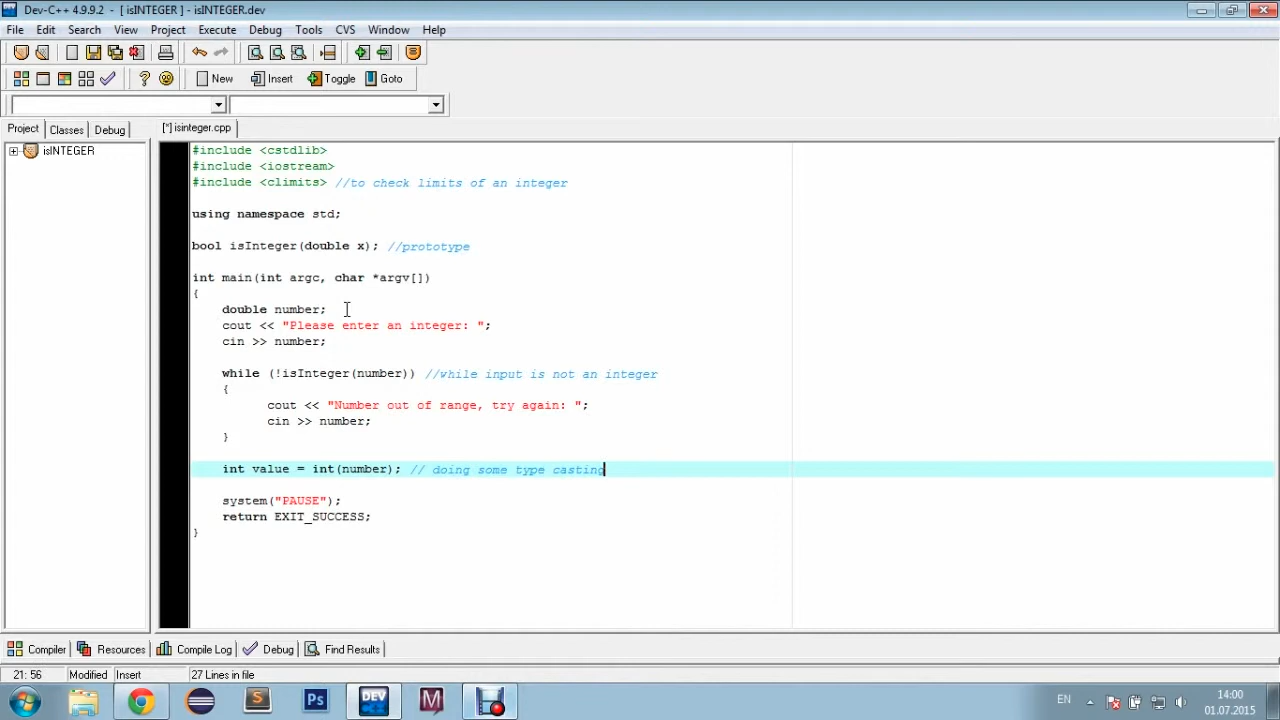 Dev-C++ 4.9.9.2 - [ isINTEGER ] - isINTEGER.dev
File Edit Search View Project Execute Debug Tools CVS Window Help
New Insert Toggle Goto
Project Classes Debug [*] isinteger.cpp
isINTEGER
#include <cstdlib>
#include <iostream>
#include <climits> //to check limits of an integer
using namespace std;
bool isInteger(double x); //prototype
int main(int argc, char *argv[])
{
double number;
cout << "Please enter an integer: ";
cin >> number;
while (!isInteger(number)) //while input is not an integer
{
cout << "Number out of range, try again: ";
cin >> number;
}
int value = int(number); // doing some type casting
system("PAUSE");
return EXIT_SUCCESS;
}
Compiler Resources Compile Log Debug Find Results
21: 56 Modified Insert 27 Lines in file
Ps DEV M EN 14:00
01.07.2015